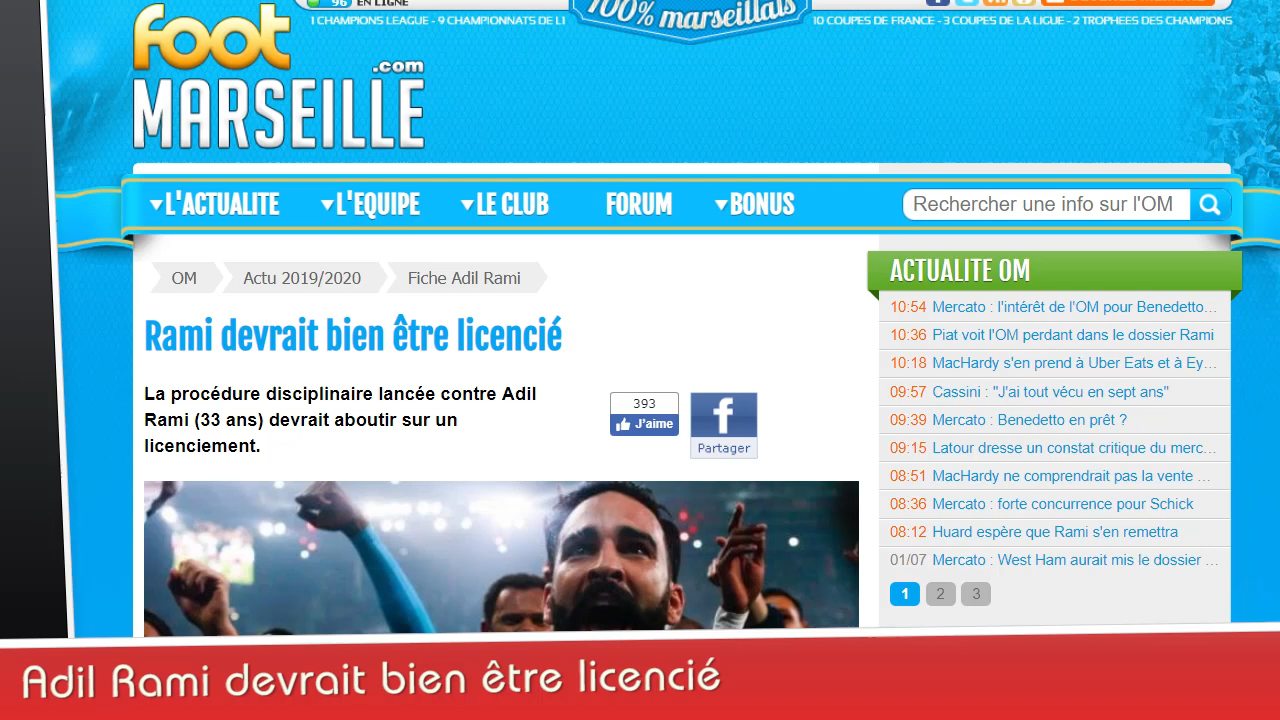 96 EN LIGNE
1 CHAMPIONS LEAGUE - 9 CHAMPIONNATS DE LI
100% marseillais
10 COUPES DE FRANCE - 3 COUPES DE LA LIGUE - 2 TROPHEES DES CHAMPIONS
foot
.com
MARSEILLE
L'ACTUALITE
L'EQUIPE
LE CLUB
FORUM
BONUS
Rechercher une info sur l'OM
OM
Actu 2019/2020
Fiche Adil Rami
Rami devrait bien être licencié
La procédure disciplinaire lancée contre Adil
Rami (33 ans) devrait aboutir sur un
licenciement.
393
J'aime
f
Partager
ACTUALITE OM
10:54 Mercato : l'intérêt de l'OM pour Benedetto...
10:36 Piat voit l'OM perdant dans le dossier Rami
10:18 MacHardy s'en prend à Uber Eats et à Ey...
09:57 Cassini : "J'ai tout vécu en sept ans"
09:39 Mercato : Benedetto en prêt ?
09:15 Latour dresse un constat critique du merc...
08:51 MacHardy ne comprendrait pas la vente ...
08:36 Mercato : forte concurrence pour Schick
08:12 Huard espère que Rami s'en remettra
01/07 Mercato : West Ham aurait mis le dossier ...
1 2 3
Adil Rami devrait bien être licencié